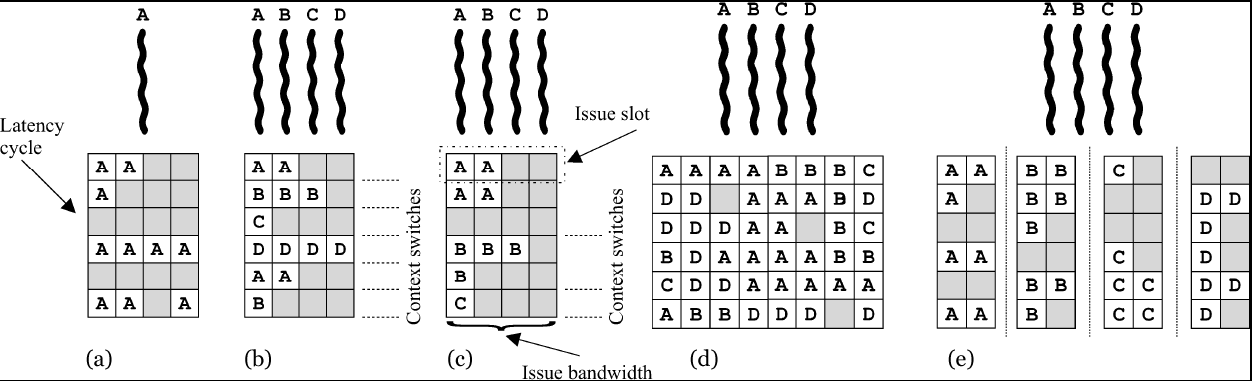 A
A B C D
A B C D
A B C D
A B C D
Latency
cycle
Issue slot
A A
A
A A A A
A A A
A A
B B B
C
D D D D
A A
B
Context switches
A A
A A
B B B
B
C
Context switches
A A A A B B B C
D D A A A B D
D D D A A B C
B D A A A A B B
C D D A A A A A
A B B D D D D
A A
A
A A
A A
B B
B B
B
B B
B
C
C
C C
C C
D D
D
D
D D
D
Issue bandwidth
(a)
(b)
(c)
(d)
(e)